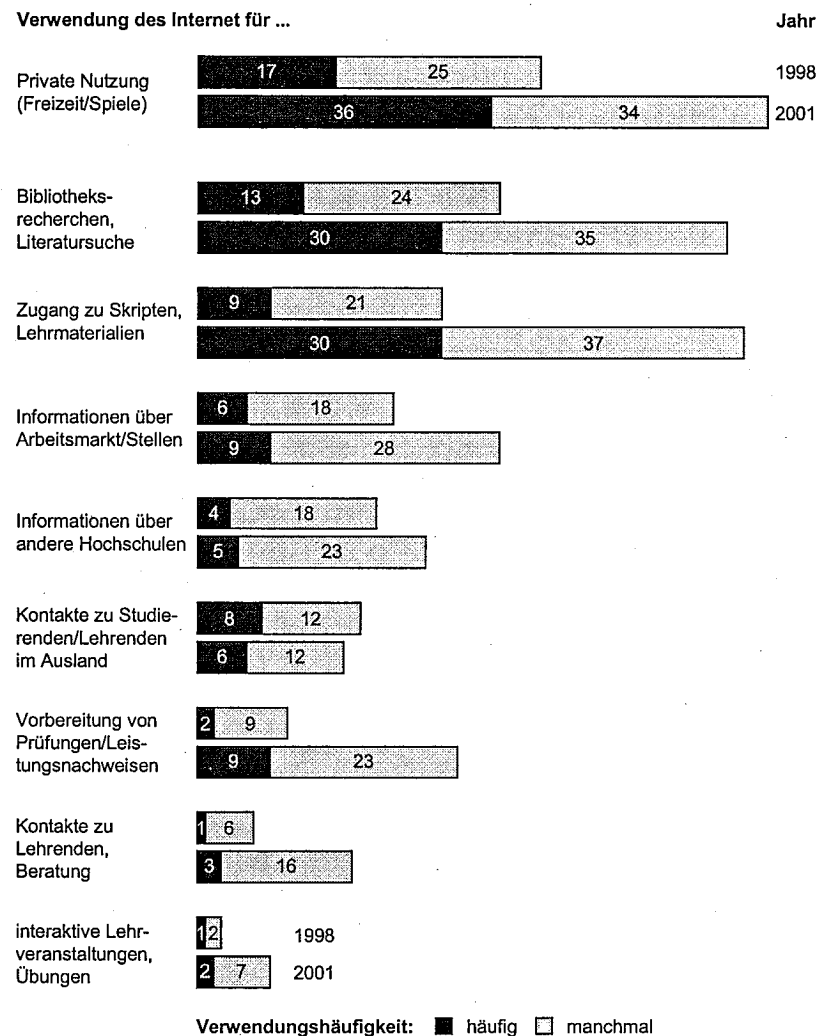 Verwendung des Internet für ... Jahr
Private Nutzung
(Freizeit/Spiele)
17 25 1998
36 34 2001
Bibliotheks-
recherchen,
Literatursuche
13 24
30 35
Zugang zu Skripten,
Lehrmaterialien
9 21
30 37
Informationen über
Arbeitsmarkt/Stellen
6 18
9 28
Informationen über
andere Hochschulen
4 18
5 23
Kontakte zu Studie-
renden/Lehrenden
im Ausland
8 12
6 12
Vorbereitung von
Prüfungen/Leis-
tungsnachweisen
2 9
9 23
Kontakte zu
Lehrenden,
Beratung
1 6
3 16
interaktive Lehr-
veranstaltungen,
Übungen
1 2 1998
2 7 2001
Verwendungshäufigkeit: häufig manchmal